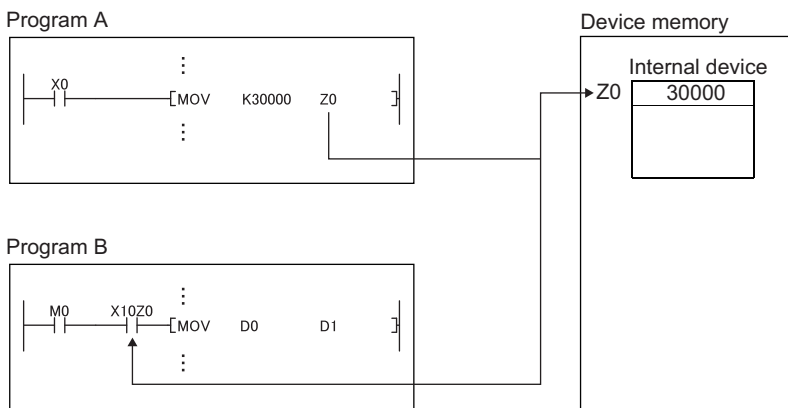 Program A
X0
MOV K30000 Z0
Program B
M0 X10Z0
MOV D0 D1
Device memory
Internal device
Z0 30000